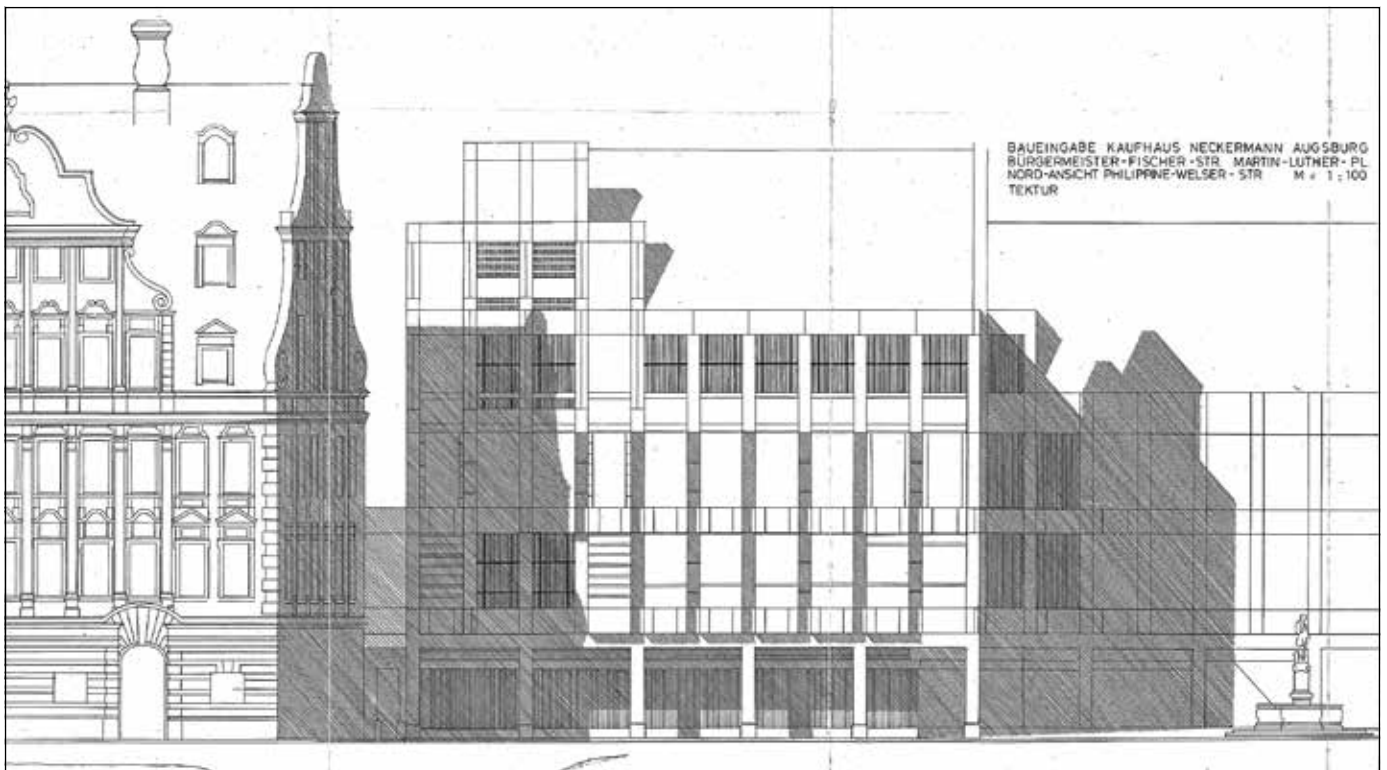 BAUEINGABE KAUFHAUS NECKERMANN AUGSBURG
BÜRGERMEISTER-FISCHER-STR. MARTIN-LUTHER-PL
NORD-ANSICHT PHILIPPINE-WELSER-STR M = 1:100
TEKTUR